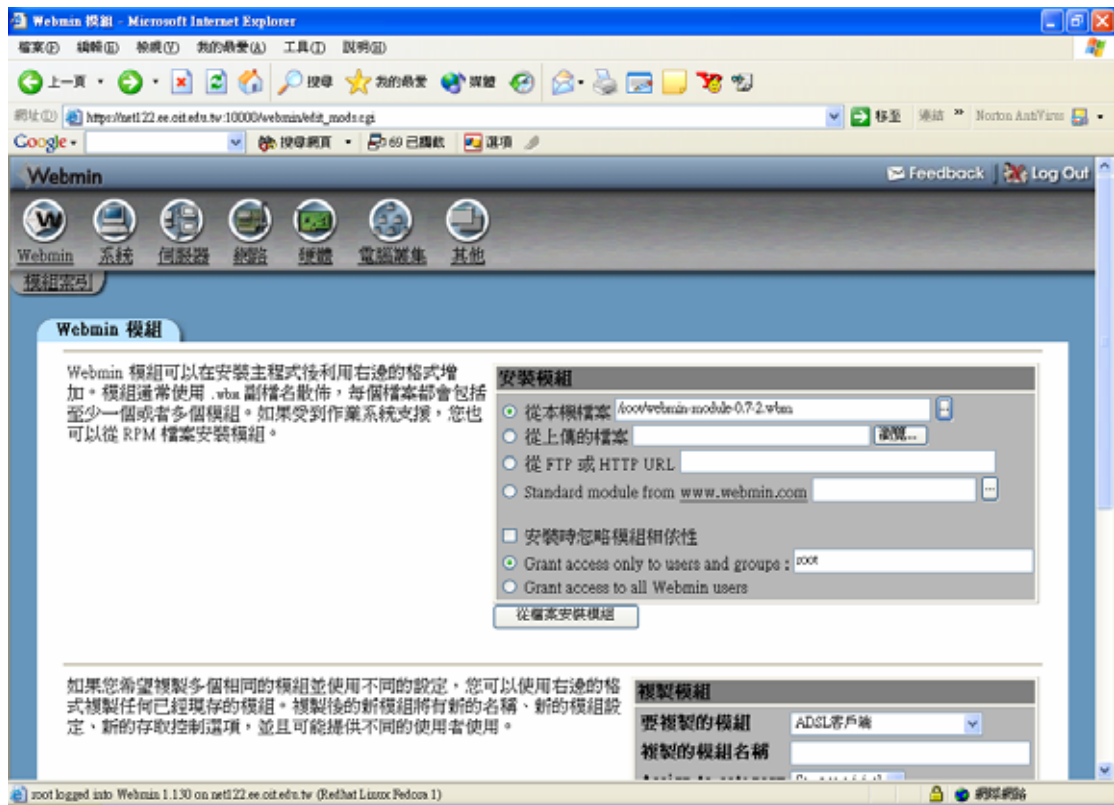 Webmin 模組 - Microsoft Internet Explorer
檔案(F) 編輯(E) 檢視(V) 我的最愛(A) 工具(T) 說明(H)
上一頁 搜尋 我的最愛 媒體
網址(D) https://net122.ee.oit.edu.tw:10000/webmin/edit_mods.cgi 移至 連結 » Norton AntiVirus
Google 搜尋網頁 69 已攔截 選項
Webmin Feedback Log Out
Webmin 系統 伺服器 網路 硬體 電腦叢集 其他
模組索引
Webmin 模組
Webmin 模組可以在安裝主程式後利用右邊的格式增
加。模組通常使用 .wbm 副檔名散佈，每個檔案都會包括
至少一個或者多個模組。如果受到作業系統支援，您也
可以從 RPM 檔案安裝模組。
安裝模組
從本機檔案 /root/webmin-module-0.7-2.wbm ...
從上傳的檔案 瀏覽...
從 FTP 或 HTTP URL
Standard module from www.webmin.com ...
安裝時忽略模組相依性
Grant access only to users and groups : root
Grant access to all Webmin users
從檔案安裝模組
如果您希望複製多個相同的模組並使用不同的設定，您可以使用右邊的格
式複製任何已經現存的模組。複製後的新模組將有新的名稱、新的模組設
定、新的存取控制選項，並且可能提供不同的使用者使用。
複製模組
要複製的模組 ADSL客戶端
複製的模組名稱
Assign to category
root logged into Webmin 1.130 on net122.ee.oit.edu.tw (Redhat Linux Fedora 1) 網際網路